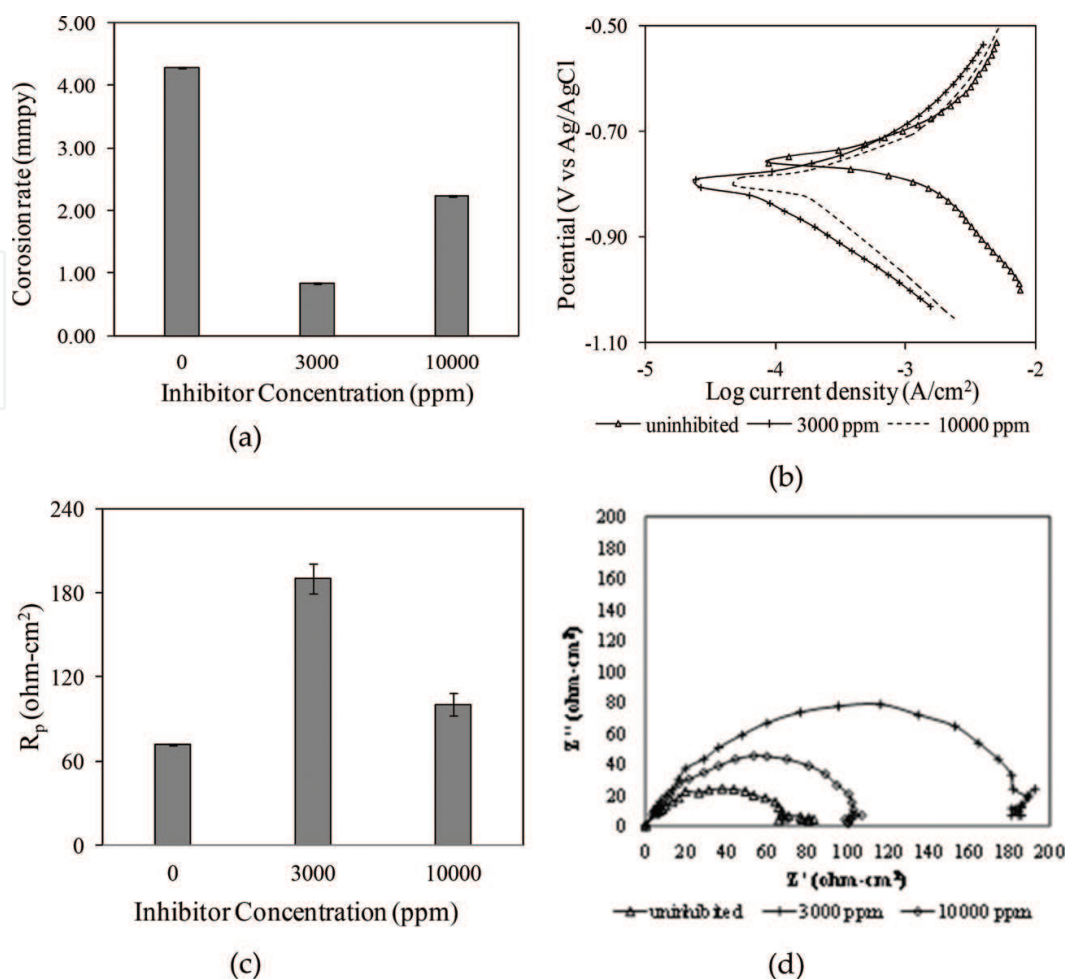 5.00
4.00
3.00
2.00
1.00
0.00
Corosion rate (mmpy)
0 3000 10000
Inhibitor Concentration (ppm)
(a)
-0.50
-0.70
-0.90
-1.10
Potential (V vs Ag/AgCl
-5 -4 -3 -2
Log current density (A/cm²)
uninhibited 3000 ppm 10000 ppm
(b)
240
180
120
60
0
Rp (ohm-cm²)
0 3000 10000
Inhibitor Concentration (ppm)
(c)
200
180
160
140
120
100
80
60
40
20
0
Z'' (ohm-cm²)
0 20 40 60 80 100 120 140 165 180 200
Z' (ohm-cm²)
uninhibited 3000 ppm 10000 ppm
(d)